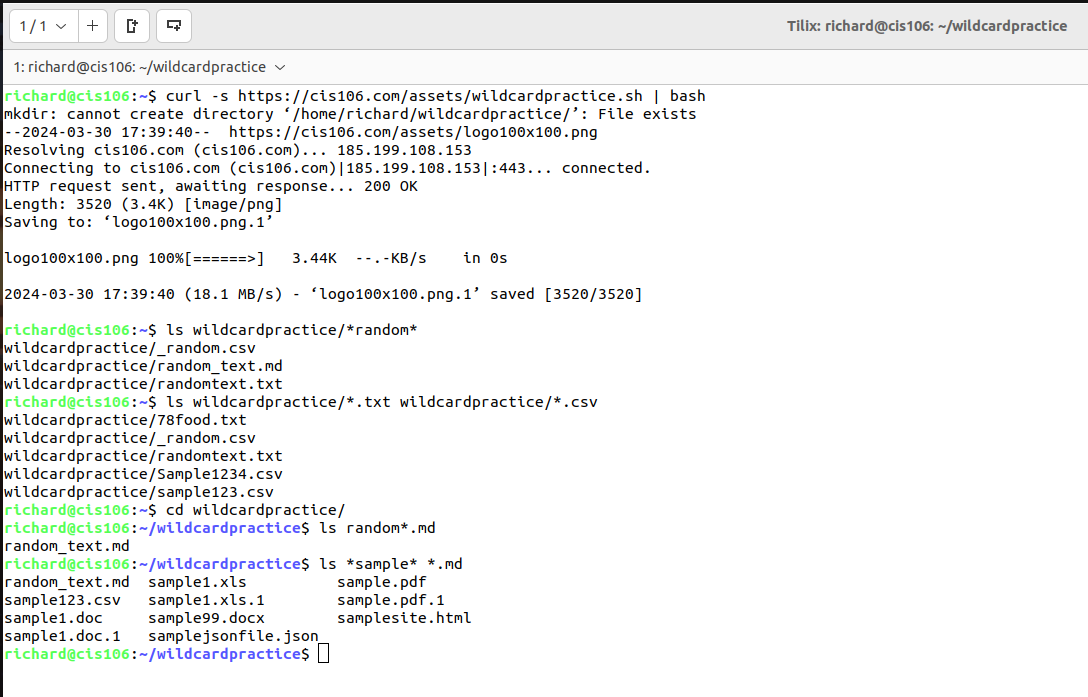 1 / 1
Tilix: richard@cis106: ~/wildcardpractice
1: richard@cis106: ~/wildcardpractice
richard@cis106:~$ curl -s https://cis106.com/assets/wildcardpractice.sh | bash
mkdir: cannot create directory ‘/home/richard/wildcardpractice/’: File exists
--2024-03-30 17:39:40--  https://cis106.com/assets/logo100x100.png
Resolving cis106.com (cis106.com)... 185.199.108.153
Connecting to cis106.com (cis106.com)|185.199.108.153|:443... connected.
HTTP request sent, awaiting response... 200 OK
Length: 3520 (3.4K) [image/png]
Saving to: ‘logo100x100.png.1’
logo100x100.png 100%[======>]   3.44K  --.-KB/s    in 0s
2024-03-30 17:39:40 (18.1 MB/s) - ‘logo100x100.png.1’ saved [3520/3520]
richard@cis106:~$ ls wildcardpractice/*random*
wildcardpractice/_random.csv
wildcardpractice/random_text.md
wildcardpractice/randomtext.txt
richard@cis106:~$ ls wildcardpractice/*.txt wildcardpractice/*.csv
wildcardpractice/78food.txt
wildcardpractice/_random.csv
wildcardpractice/randomtext.txt
wildcardpractice/Sample1234.csv
wildcardpractice/sample123.csv
richard@cis106:~$ cd wildcardpractice/
richard@cis106:~/wildcardpractice$ ls random*.md
random_text.md
richard@cis106:~/wildcardpractice$ ls *sample* *.md
random_text.md  sample1.xls          sample.pdf
sample123.csv   sample1.xls.1        sample.pdf.1
sample1.doc     sample99.docx        samplesite.html
sample1.doc.1   samplejsonfile.json
richard@cis106:~/wildcardpractice$